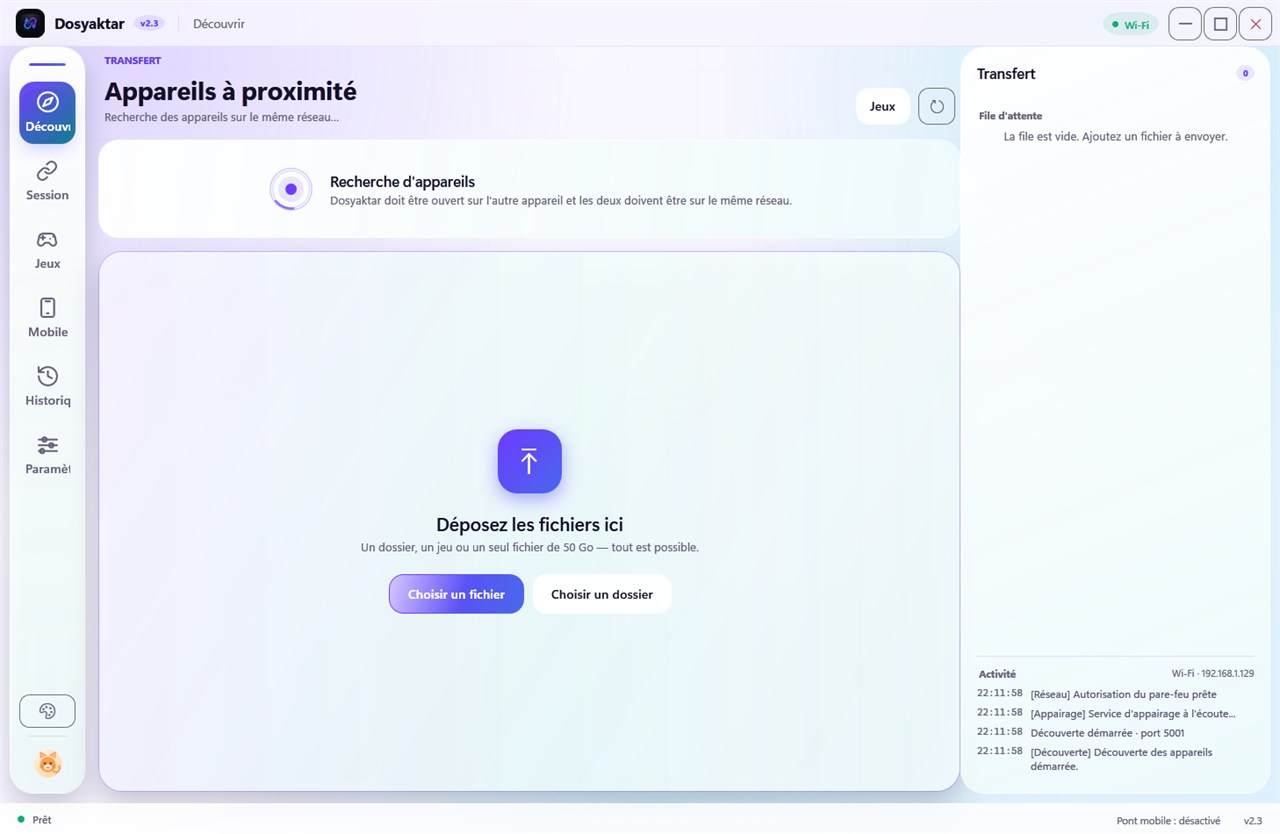 Dosyaktar v2.3 Découvrir
Wi-Fi
TRANSFERT
Appareils à proximité
Recherche des appareils sur le même réseau...
Jeux
Découvr
Session
Jeux
Mobile
Historiq
Paramèt
Recherche d'appareils
Dosyaktar doit être ouvert sur l'autre appareil et les deux doivent être sur le même réseau.
Déposez les fichiers ici
Un dossier, un jeu ou un seul fichier de 50 Go — tout est possible.
Choisir un fichier
Choisir un dossier
Transfert 0
File d'attente
La file est vide. Ajoutez un fichier à envoyer.
Activité Wi-Fi · 192.168.1.129
22:11:58 [Réseau] Autorisation du pare-feu prête
22:11:58 [Appairage] Service d'appairage à l'écoute...
22:11:58 Découverte démarrée · port 5001
22:11:58 [Découverte] Découverte des appareils
démarrée.
Prêt
Pont mobile : désactivé v2.3